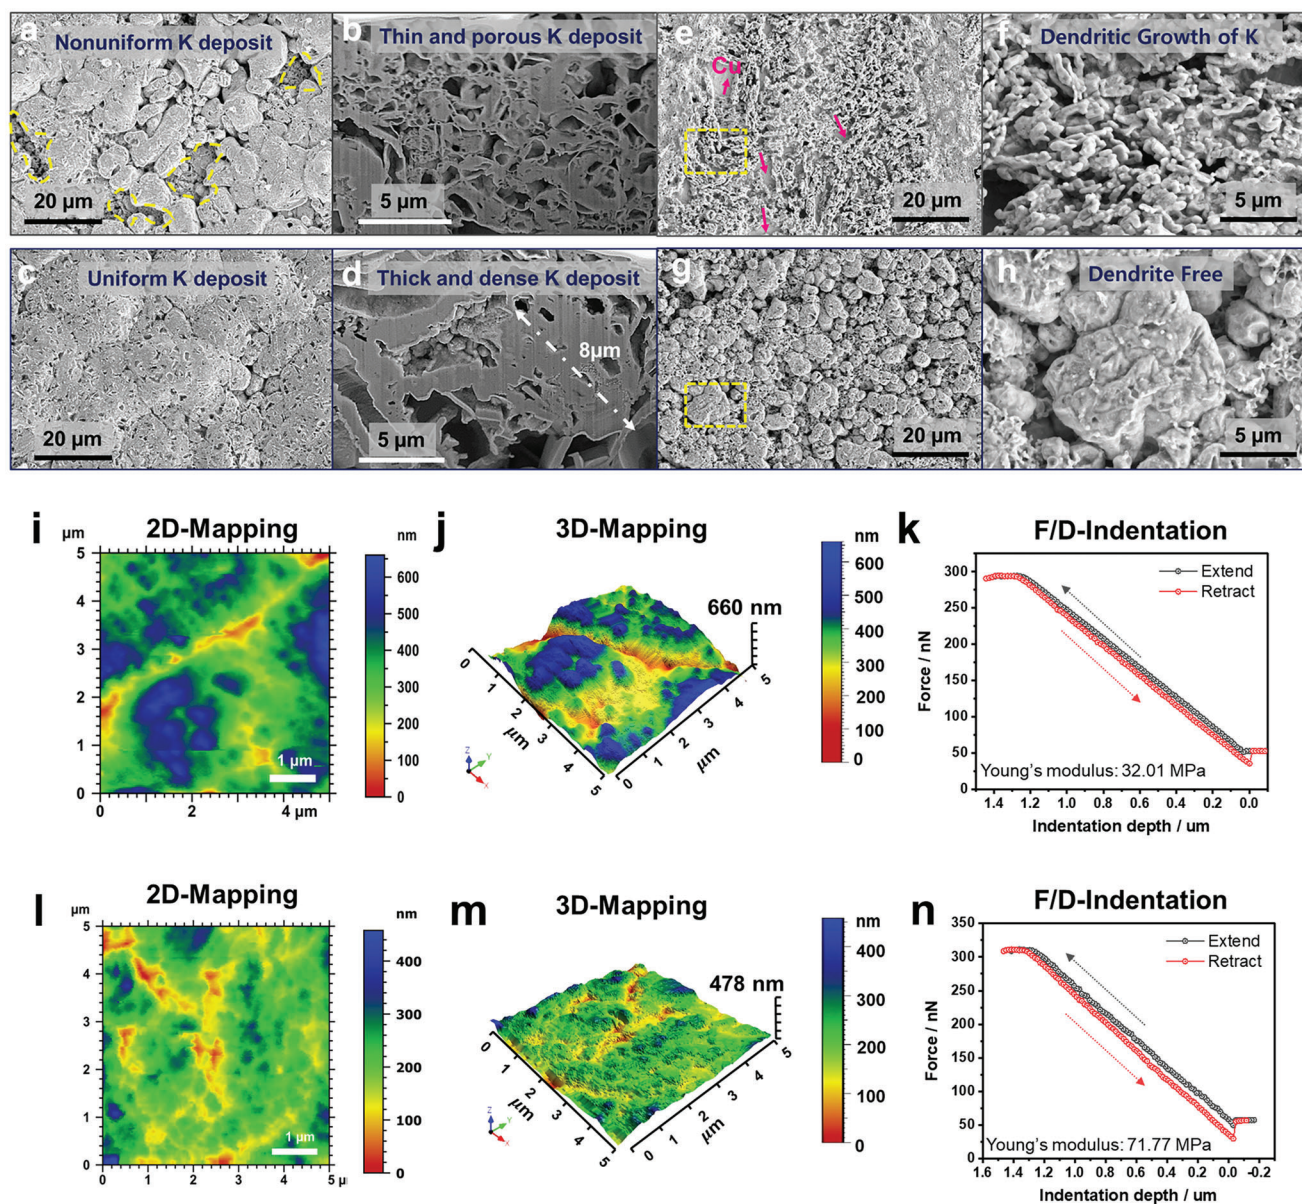 a
Nonuniform K deposit
20 µm
b
Thin and porous K deposit
5 µm
e
Cu
20 µm
f
Dendritic Growth of K
5 µm
c
Uniform K deposit
20 µm
d
Thick and dense K deposit
8µm
5 µm
g
20 µm
h
Dendrite Free
5 µm
i
2D-Mapping
µm
nm
5
4
3
2
1
0
0 2 4 µm
1 µm
600
500
400
300
200
100
0
j
3D-Mapping
nm
660 nm
0 1 2 3 4 5
µm
0 1 2 3 4 5
µm
Z
Y
X
600
500
400
300
200
100
0
k
F/D-Indentation
Extend
Retract
Force / nN
300
250
200
150
100
50
0
Young's modulus: 32.01 MPa
1.4 1.2 1.0 0.8 0.6 0.4 0.2 0.0
Indentation depth / um
l
2D-Mapping
µm
nm
5
4
3
2
1
0
0 1 2 3 4 5 µ
1 µm
400
300
200
100
0
m
3D-Mapping
nm
478 nm
0 1 2 3 4 5
µm
0 1 2 3 4 5
µm
Z
Y
X
400
300
200
100
0
n
F/D-Indentation
Extend
Retract
Force / nN
350
300
250
200
150
100
50
0
Young's modulus: 71.77 MPa
1.6 1.4 1.2 1.0 0.8 0.6 0.4 0.2 0.0 -0.2
Indentation depth / um